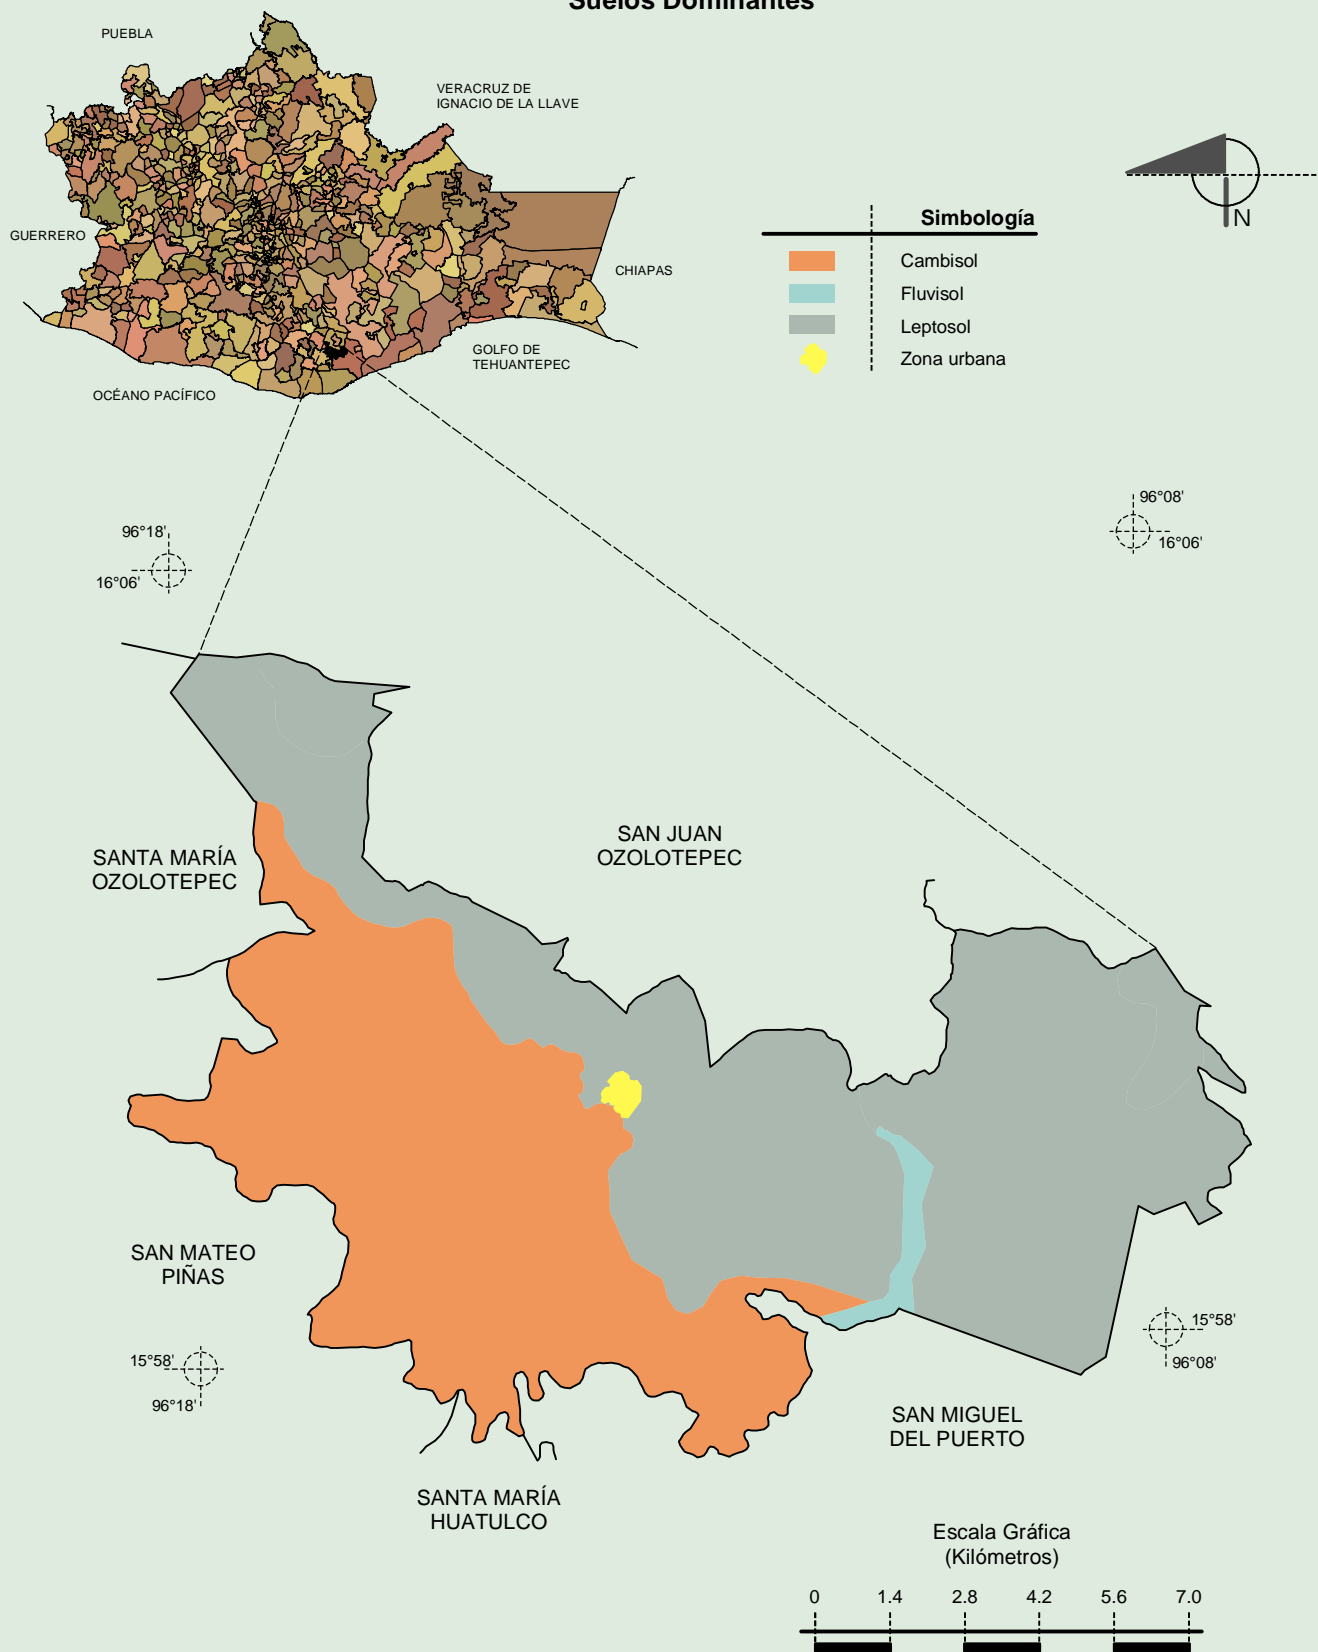 Suelos Dominantes
PUEBLA
VERACRUZ DE
IGNACIO DE LA LLAVE
GUERRERO
CHIAPAS
GOLFO DE
TEHUANTEPEC
OCÉANO PACÍFICO
N
Simbología
Cambisol
Fluvisol
Leptosol
Zona urbana
96°18'
16°06'
96°08'
16°06'
SANTA MARÍA
OZOLOTEPEC
SAN JUAN
OZOLOTEPEC
SAN MATEO
PIÑAS
15°58'
96°18'
15°58'
96°08'
SAN MIGUEL
DEL PUERTO
SANTA MARÍA
HUATULCO
Escala Gráfica
(Kilómetros)
0 1.4 2.8 4.2 5.6 7.0